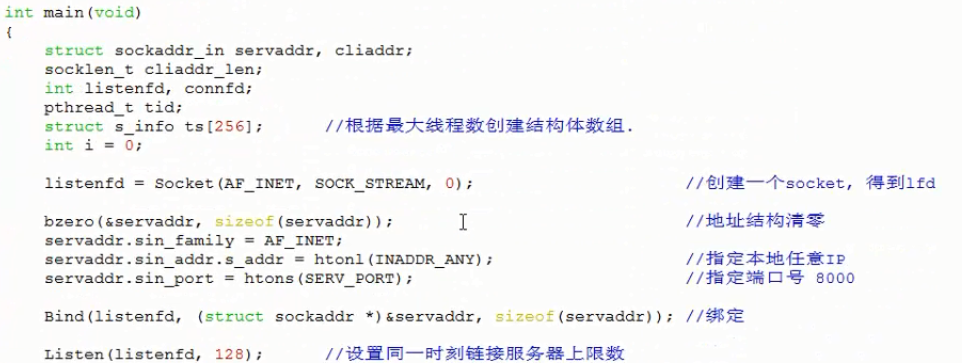 int main(void)
{
    struct sockaddr_in servaddr, cliaddr;
    socklen_t cliaddr_len;
    int listenfd, connfd;
    pthread_t tid;
    struct s_info ts[256];      //根据最大线程数创建结构体数组.
    int i = 0;

    listenfd = Socket(AF_INET, SOCK_STREAM, 0);                     //创建一个socket, 得到lfd

    bzero(&servaddr, sizeof(servaddr));                             //地址结构清零
    servaddr.sin_family = AF_INET;
    servaddr.sin_addr.s_addr = htonl(INADDR_ANY);                   //指定本地任意IP
    servaddr.sin_port = htons(SERV_PORT);                           //指定端口号 8000

    Bind(listenfd, (struct sockaddr *)&servaddr, sizeof(servaddr)); //绑定

    Listen(listenfd, 128);      //设置同一时刻链接服务器上限数